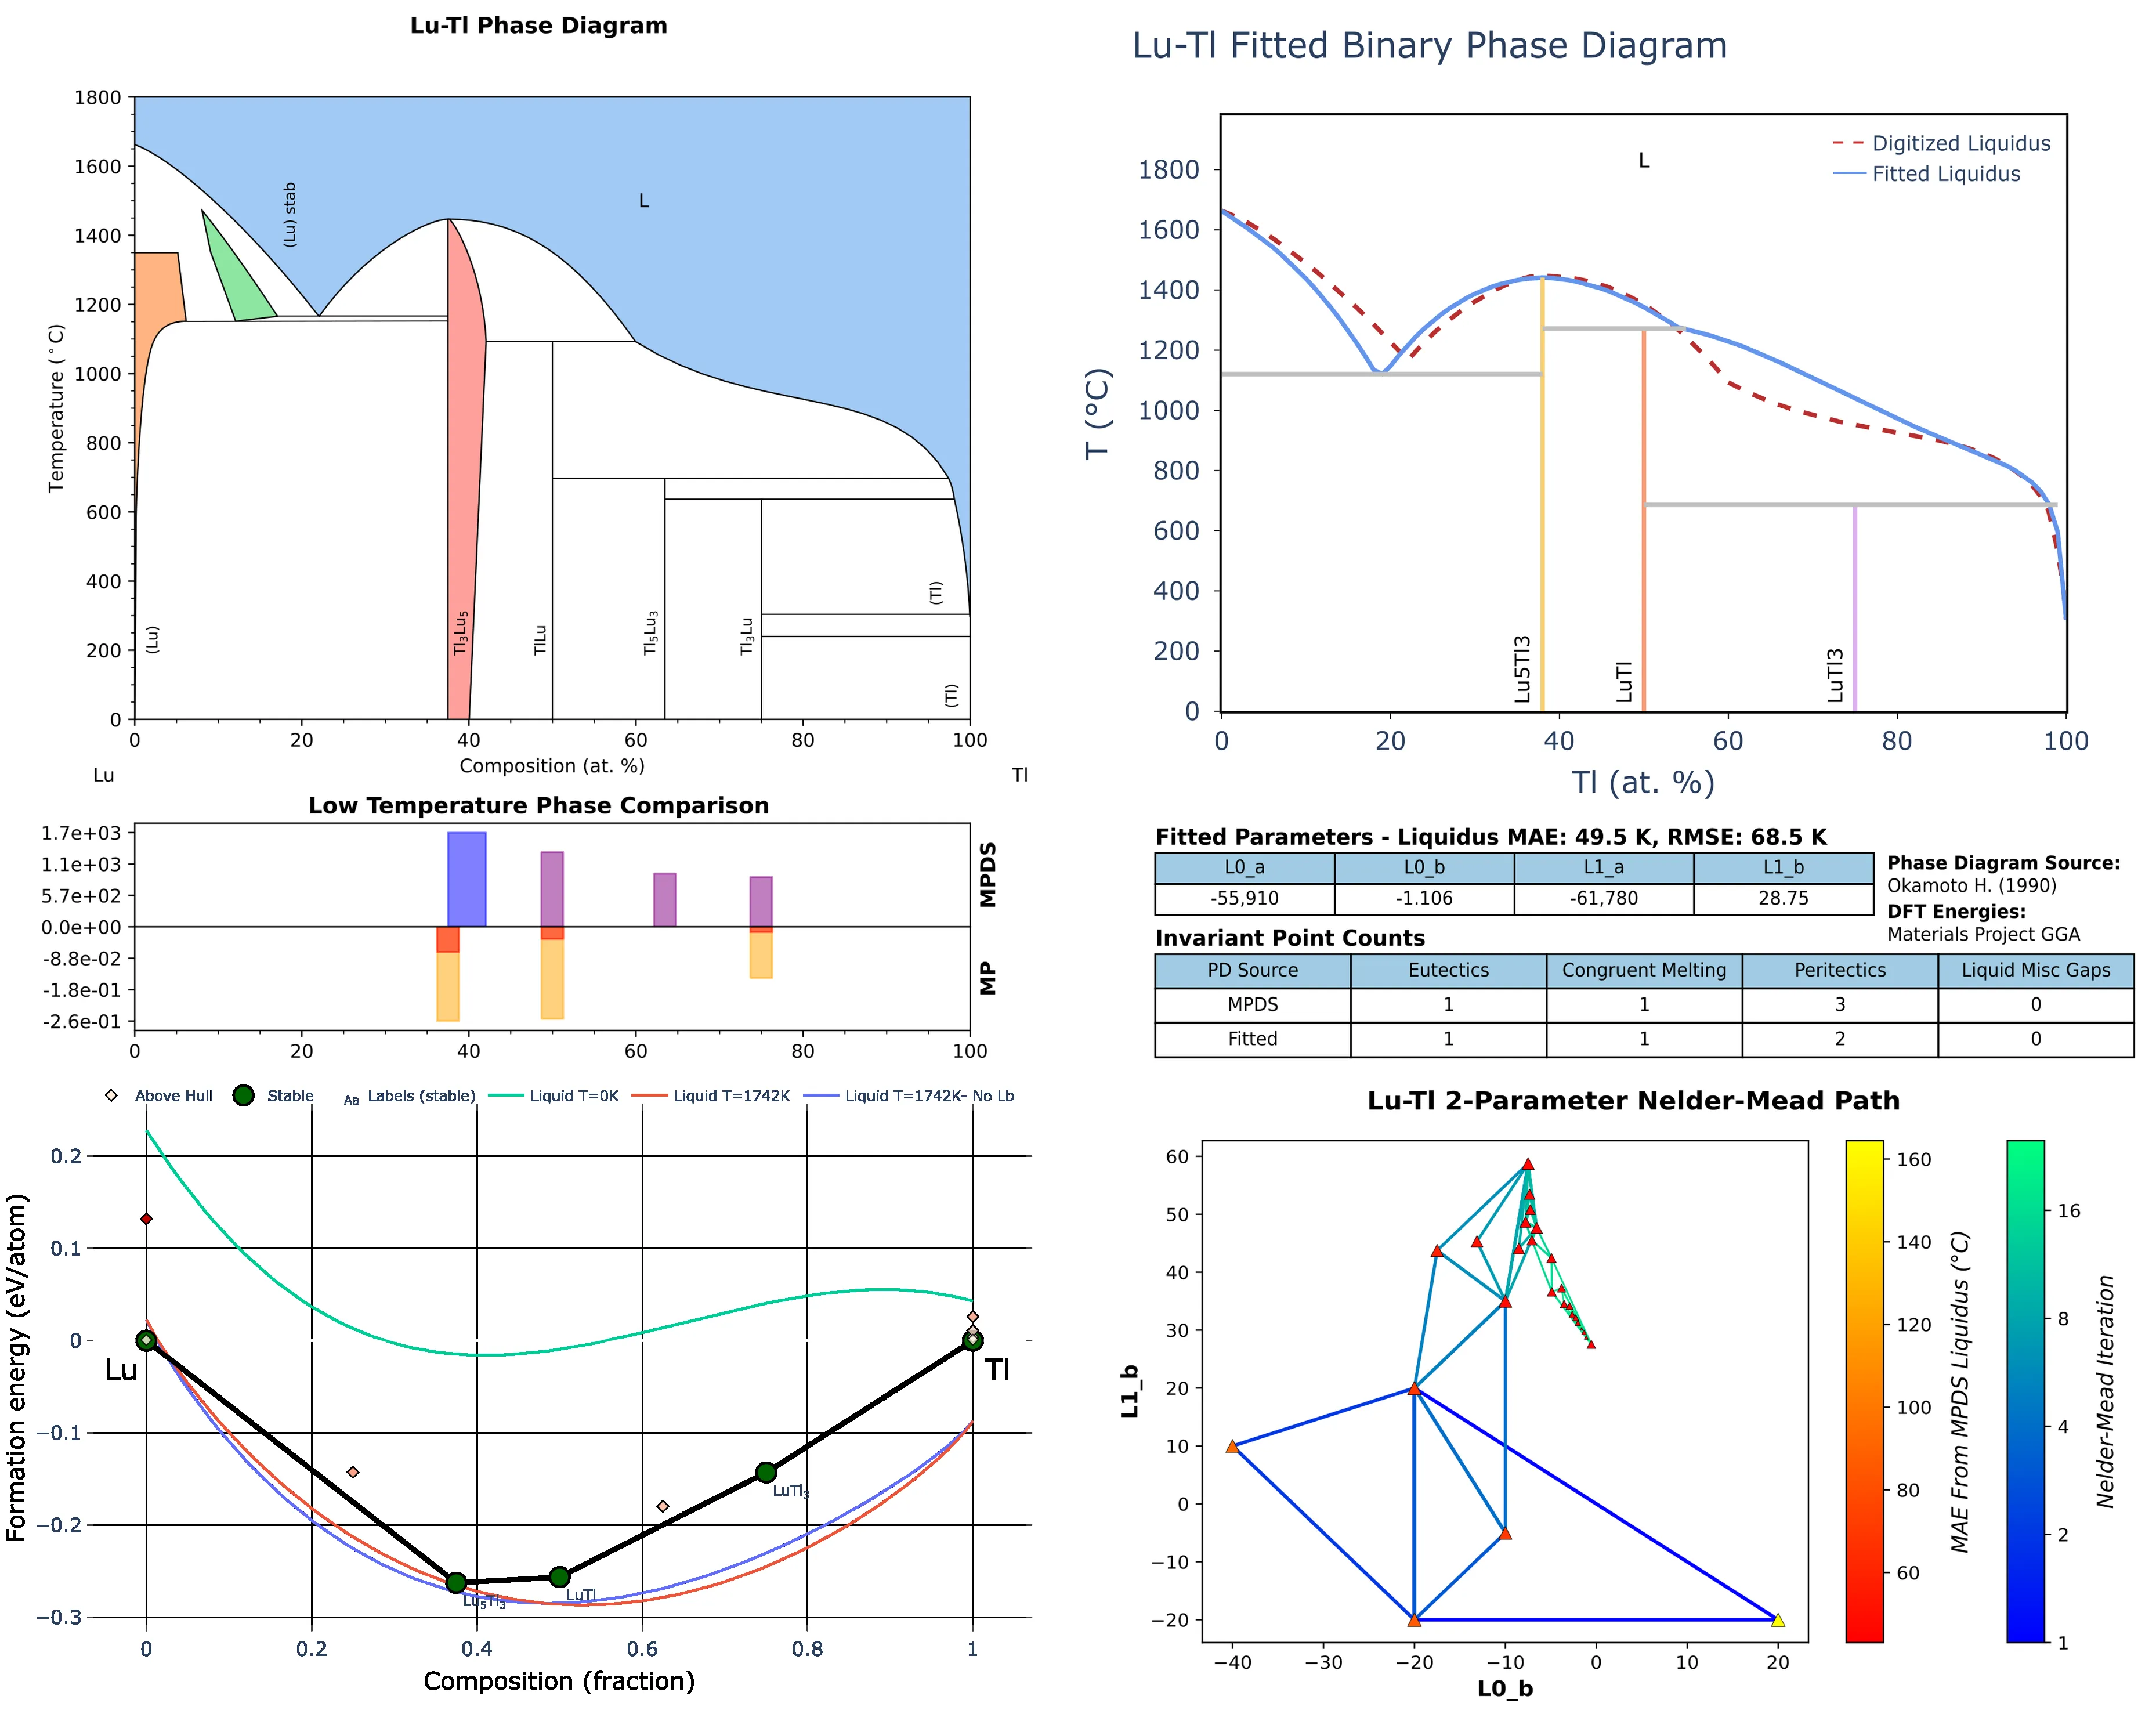 Lu-Tl Phase Diagram
1800
1600
1400
1200
1000
800
600
400
200
0
Temperature (°C)
(Lu) stab
L
(Lu)
Tl3Lu5
TlLu
Tl5Lu3
Tl3Lu
(Tl)
(Tl)
0 20 40 60 80 100
Composition (at. %)
Lu Tl
Lu-Tl Fitted Binary Phase Diagram
L
Digitized Liquidus
Fitted Liquidus
1800
1600
1400
1200
1000
800
600
400
200
0
T (°C)
Lu5Tl3
LuTl
LuTl3
0 20 40 60 80 100
Tl (at. %)
Low Temperature Phase Comparison
1.7e+03
1.1e+03
5.7e+02
0.0e+00
-8.8e-02
-1.8e-01
-2.6e-01
MPDS
MP
0 20 40 60 80 100
Fitted Parameters - Liquidus MAE: 49.5 K, RMSE: 68.5 K
L0_a L0_b L1_a L1_b
-55,910 -1.106 -61,780 28.75
Phase Diagram Source:
Okamoto H. (1990)
DFT Energies:
Materials Project GGA
Invariant Point Counts
PD Source Eutectics Congruent Melting Peritectics Liquid Misc Gaps
MPDS 1 1 3 0
Fitted 1 1 2 0
Above Hull Stable Aa Labels (stable) Liquid T=0K Liquid T=1742K Liquid T=1742K- No Lb
0.2
0.1
0
−0.1
−0.2
−0.3
Formation energy (eV/atom)
Lu
Tl
LuTl3
Lu5Tl3
LuTl
0 0.2 0.4 0.6 0.8 1
Composition (fraction)
Lu-Tl 2-Parameter Nelder-Mead Path
60
50
40
30
20
10
0
−10
−20
L1_b
−40 −30 −20 −10 0 10 20
L0_b
160
140
120
100
80
60
MAE From MPDS Liquidus (°C)
16
8
4
2
1
Nelder-Mead Iteration